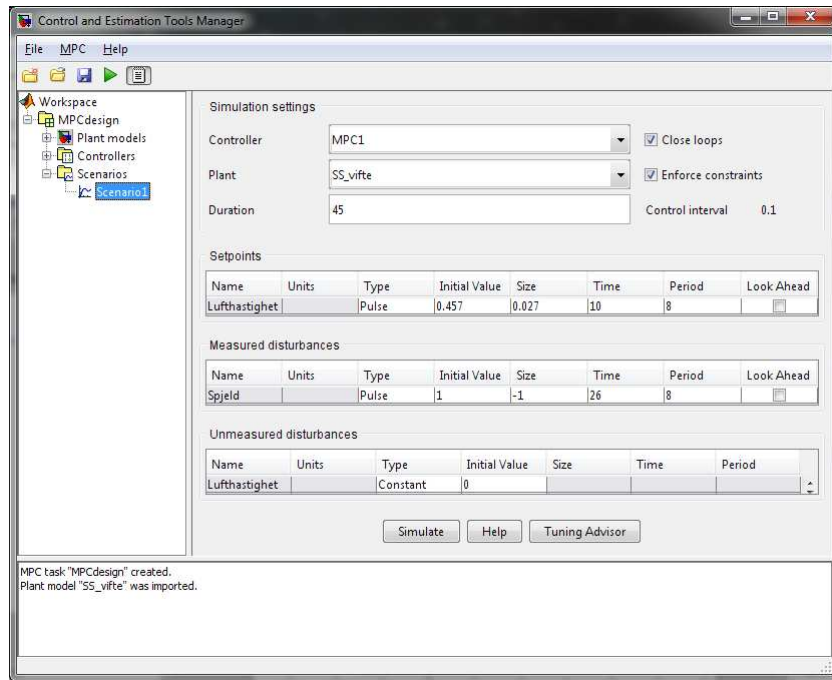 Control and Estimation Tools Manager
File MPC Help
Workspace
MPCdesign
Plant models
Controllers
Scenarios
Scenario1
Simulation settings
Controller MPC1 Close loops
Plant SS_vifte Enforce constraints
Duration 45 Control interval 0.1
Setpoints
Name Units Type Initial Value Size Time Period Look Ahead
Lufthastighet Pulse 0.457 0.027 10 8
Measured disturbances
Name Units Type Initial Value Size Time Period Look Ahead
Spjeld Pulse 1 -1 26 8
Unmeasured disturbances
Name Units Type Initial Value Size Time Period
Lufthastighet Constant 0
Simulate Help Tuning Advisor
MPC task "MPCdesign" created.
Plant model "SS_vifte" was imported.